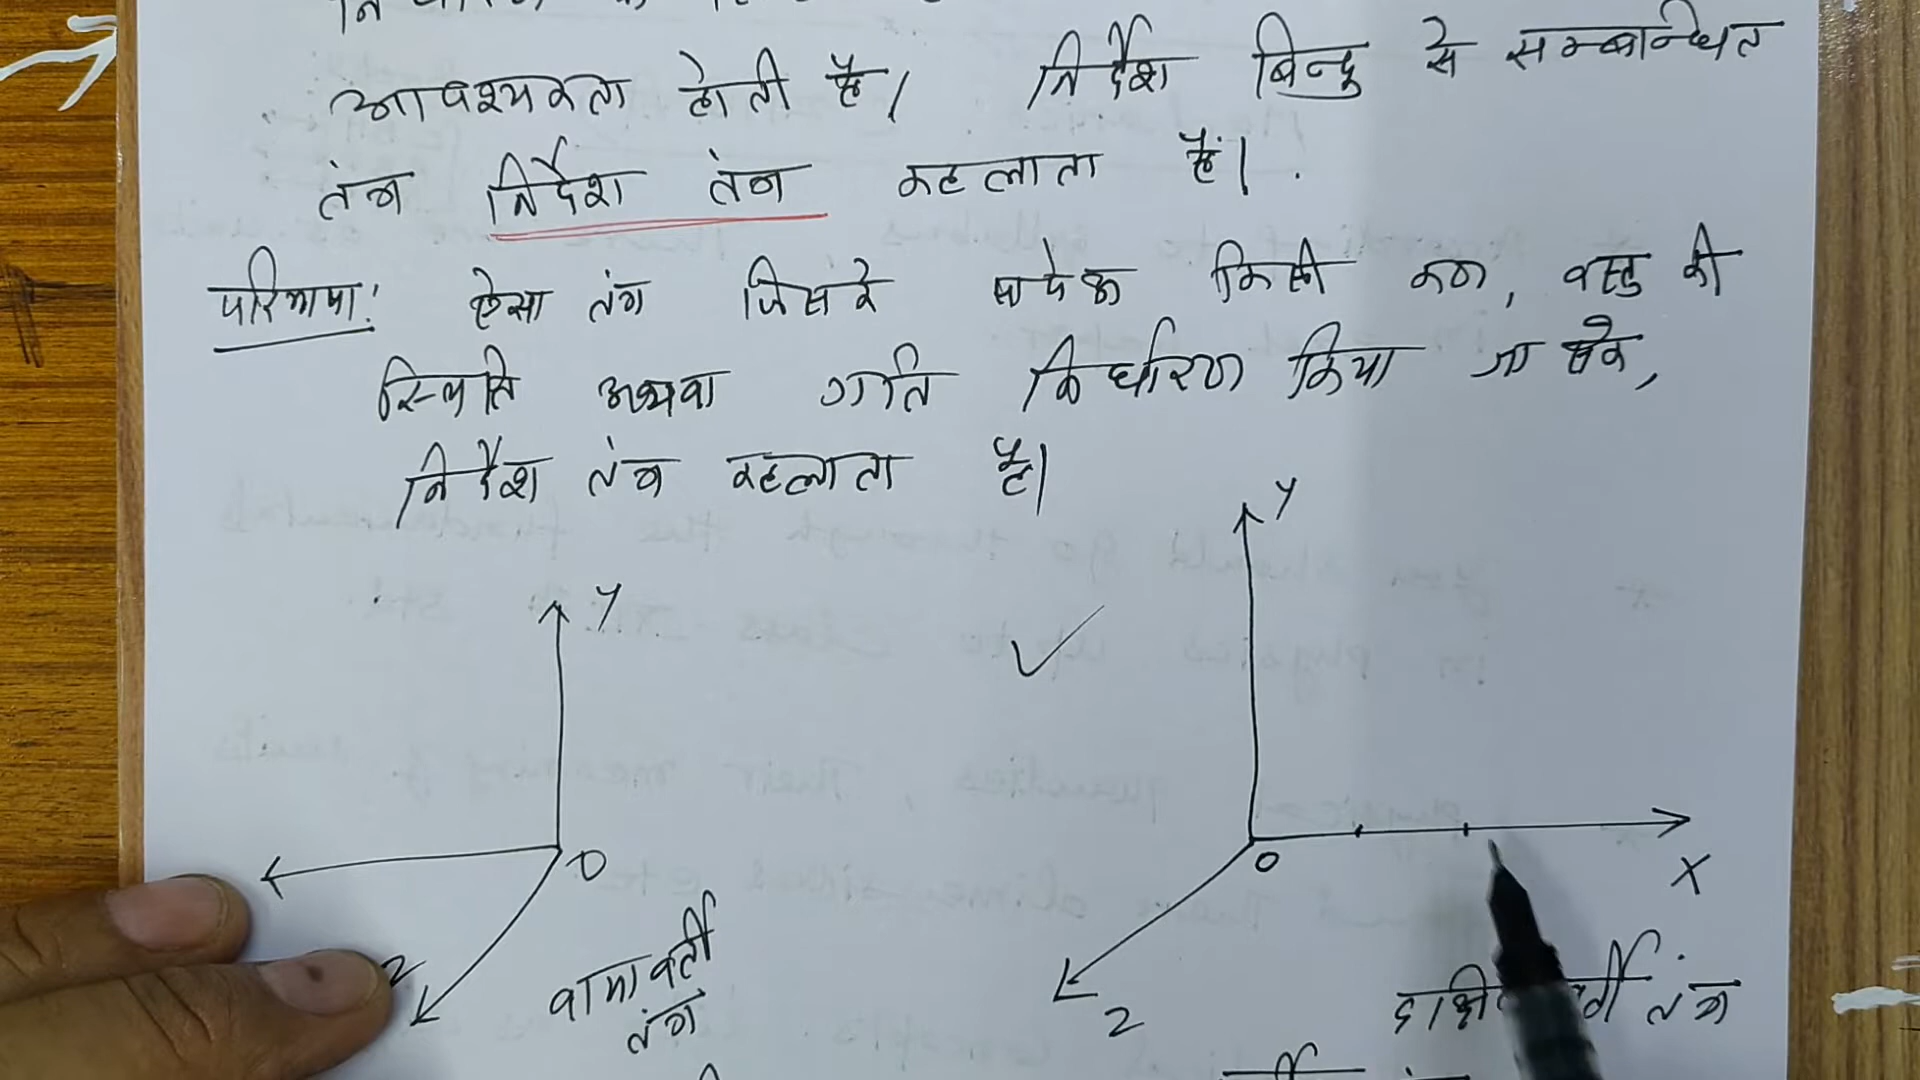 आवश्यकता होती है। निर्देश बिन्दु से सम्बन्धित
तंत्र निर्देश तंत्र कहलाता है।
परिभाषा: ऐसा तंत्र जिसके सापेक्ष किसी कण, वस्तु की
स्थिति अथवा गति निर्धारण किया जा सके,
निर्देश तंत्र कहलाता है।
Y
O
Z
वामावर्ती
तंत्र
Y
O
X
Z
तंत्र